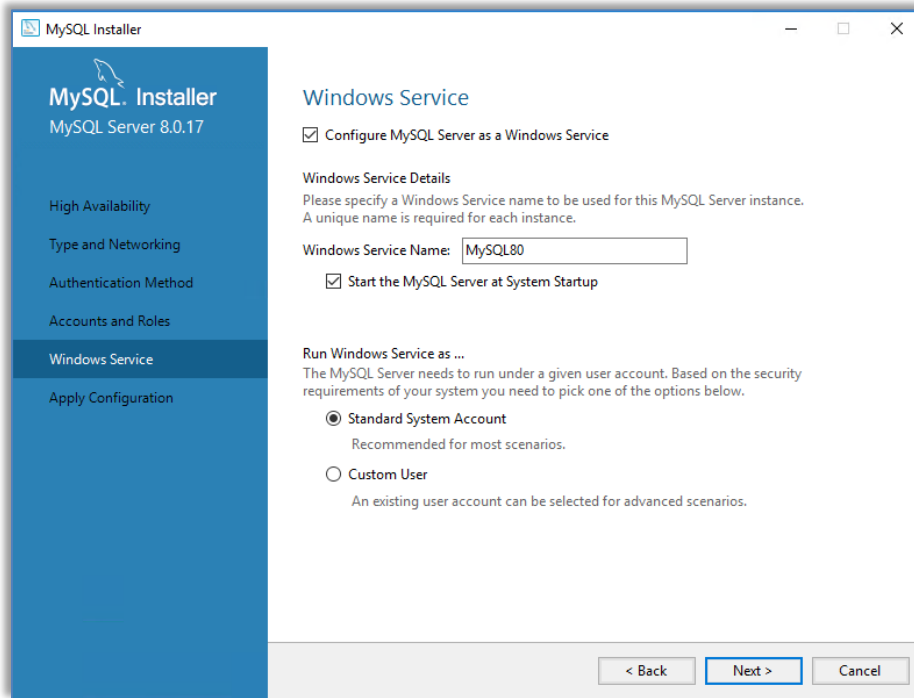 MySQL Installer
MySQL. Installer
MySQL Server 8.0.17
High Availability
Type and Networking
Authentication Method
Accounts and Roles
Windows Service
Apply Configuration
Windows Service
Configure MySQL Server as a Windows Service
Windows Service Details
Please specify a Windows Service name to be used for this MySQL Server instance.
A unique name is required for each instance.
Windows Service Name: MySQL80
Start the MySQL Server at System Startup
Run Windows Service as ...
The MySQL Server needs to run under a given user account. Based on the security
requirements of your system you need to pick one of the options below.
Standard System Account
Recommended for most scenarios.
Custom User
An existing user account can be selected for advanced scenarios.
< Back Next > Cancel